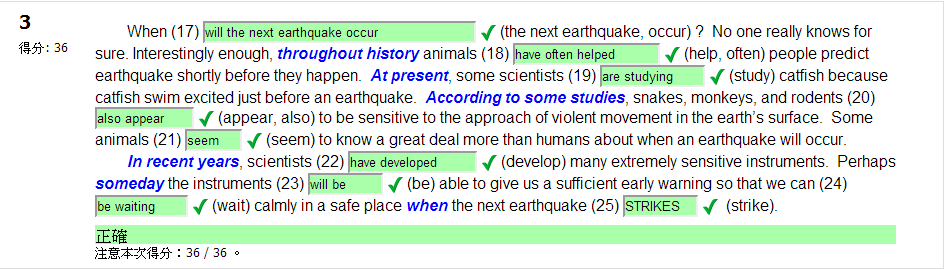 3
得分: 36
When (17) will the next earthquake occur (the next earthquake, occur) ? No one really knows for
sure. Interestingly enough, throughout history animals (18) have often helped (help, often) people predict
earthquake shortly before they happen. At present, some scientists (19) are studying (study) catfish because
catfish swim excited just before an earthquake. According to some studies, snakes, monkeys, and rodents (20)
also appear (appear, also) to be sensitive to the approach of violent movement in the earth's surface. Some
animals (21) seem (seem) to know a great deal more than humans about when an earthquake will occur.
In recent years, scientists (22) have developed (develop) many extremely sensitive instruments. Perhaps
someday the instruments (23) will be (be) able to give us a sufficient early warning so that we can (24)
be waiting (wait) calmly in a safe place when the next earthquake (25) STRIKES (strike).
正確
注意本次得分：36 / 36 。